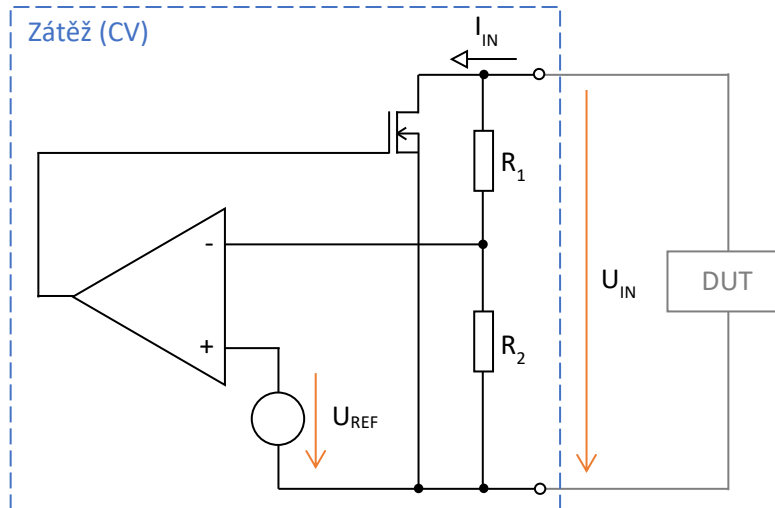 Zátěž (CV)
I_IN
R_1
-
U_IN
DUT
+
R_2
U_REF